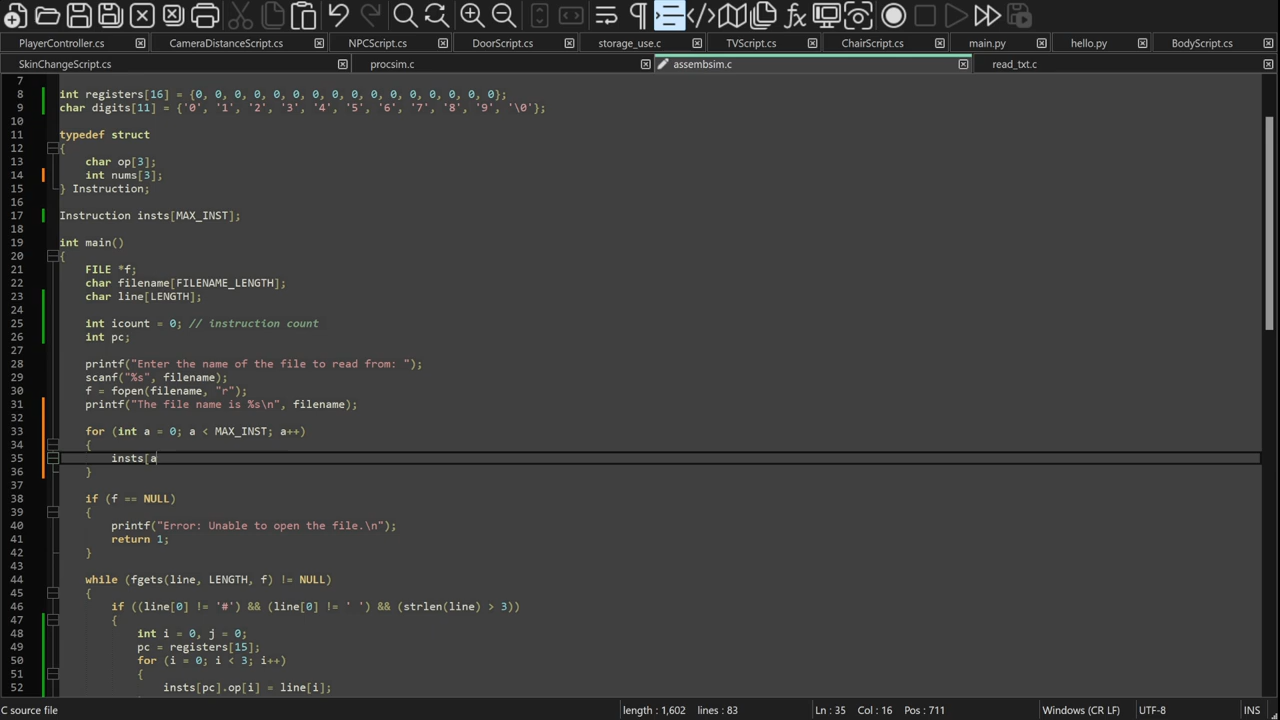 PlayerController.cs CameraDistanceScript.cs NPCScript.cs DoorScript.cs storage_use.c TVScript.cs ChairScript.cs main.py hello.py BodyScript.cs
SkinChangeScript.cs procsim.c assembsim.c read_txt.c
7
8 int registers[16] = {0, 0, 0, 0, 0, 0, 0, 0, 0, 0, 0, 0, 0, 0, 0, 0};
9 char digits[11] = {'0', '1', '2', '3', '4', '5', '6', '7', '8', '9', '\0'};
10
11 typedef struct
12 {
13 char op[3];
14 int nums[3];
15 } Instruction;
16
17 Instruction insts[MAX_INST];
18
19 int main()
20 {
21 FILE *f;
22 char filename[FILENAME_LENGTH];
23 char line[LENGTH];
24
25 int icount = 0; // instruction count
26 int pc;
27
28 printf("Enter the name of the file to read from: ");
29 scanf("%s", filename);
30 f = fopen(filename, "r");
31 printf("The file name is %s\n", filename);
32
33 for (int a = 0; a < MAX_INST; a++)
34 {
35 insts[a
36 }
37
38 if (f == NULL)
39 {
40 printf("Error: Unable to open the file.\n");
41 return 1;
42 }
43
44 while (fgets(line, LENGTH, f) != NULL)
45 {
46 if ((line[0] != '#') && (line[0] != ' ') && (strlen(line) > 3))
47 {
48 int i = 0, j = 0;
49 pc = registers[15];
50 for (i = 0; i < 3; i++)
51 {
52 insts[pc].op[i] = line[i];
C source file length : 1,602 lines : 83 Ln : 35 Col : 16 Pos : 711 Windows (CR LF) UTF-8 INS